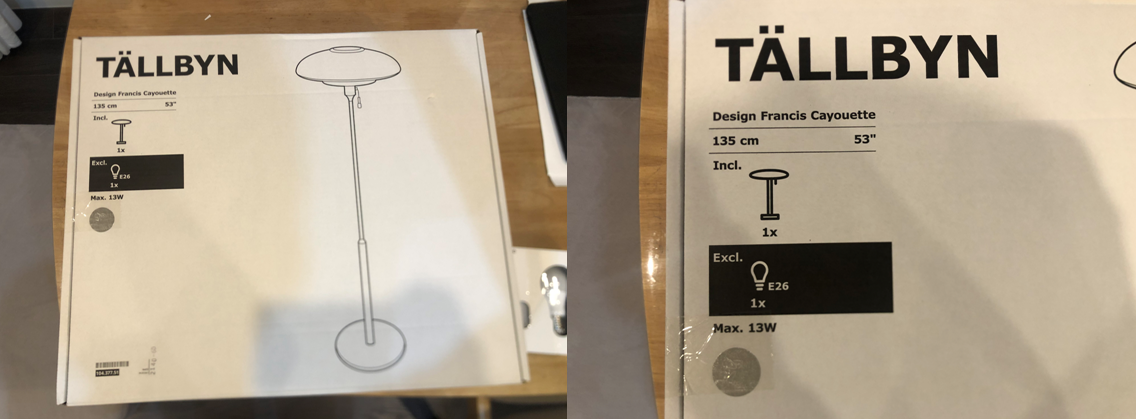 TÄLLBYN
Design Francis Cayouette
135 cm 53"
Incl.
1x
Excl.
E26
1x
Max. 13W
TÄLLBYN
Design Francis Cayouette
135 cm 53"
Incl.
1x
Excl.
E26
1x
Max. 13W